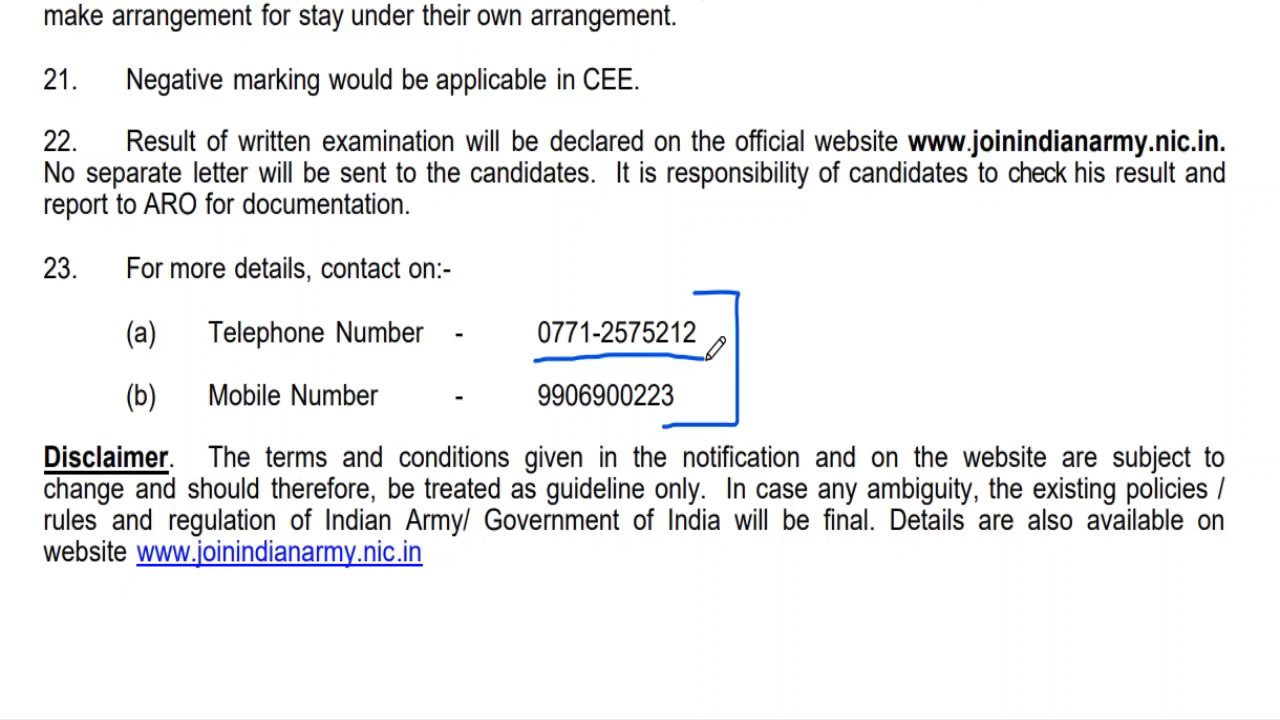 make arrangement for stay under their own arrangement.
21. Negative marking would be applicable in CEE.
22. Result of written examination will be declared on the official website www.joinindianarmy.nic.in.
No separate letter will be sent to the candidates. It is responsibility of candidates to check his result and
report to ARO for documentation.
23. For more details, contact on:-
(a) Telephone Number - 0771-2575212
(b) Mobile Number - 9906900223
Disclaimer. The terms and conditions given in the notification and on the website are subject to
change and should therefore, be treated as guideline only. In case any ambiguity, the existing policies /
rules and regulation of Indian Army/ Government of India will be final. Details are also available on
website www.joinindianarmy.nic.in